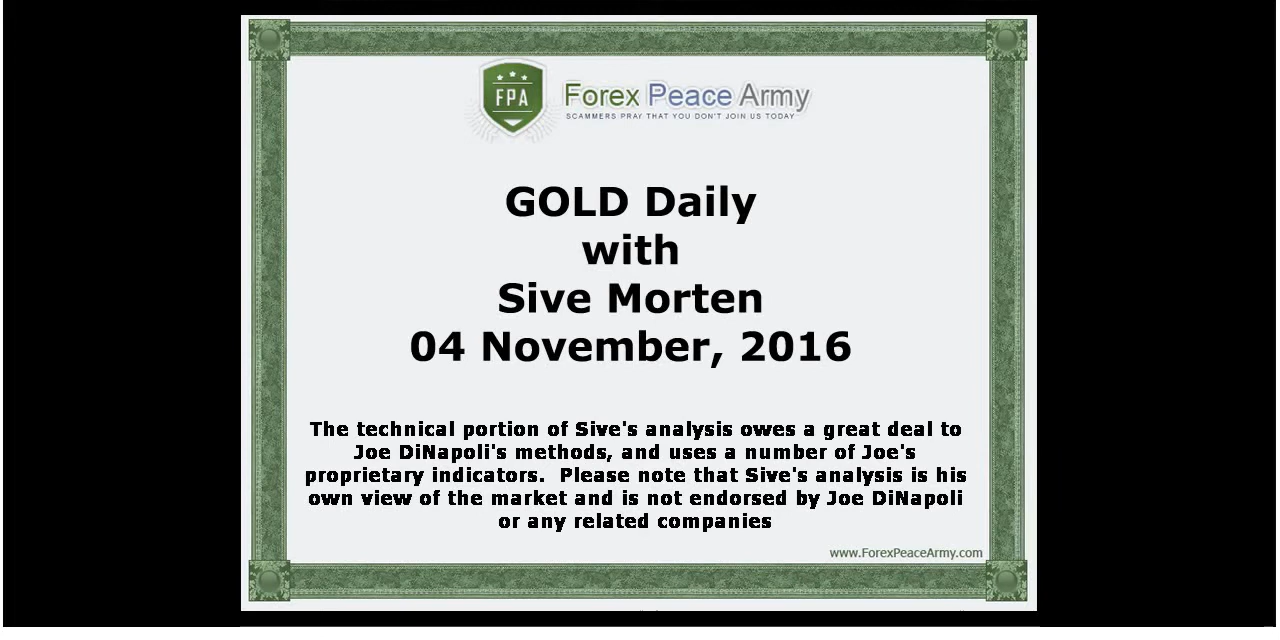 FPA
Forex Peace Army
SCAMMERS PRAY THAT YOU DON'T JOIN US TODAY
GOLD Daily
with
Sive Morten
04 November, 2016
The technical portion of Sive's analysis owes a great deal to
Joe DiNapoli's methods, and uses a number of Joe's
proprietary indicators.  Please note that Sive's analysis is his
own view of the market and is not endorsed by Joe DiNapoli
or any related companies
www.ForexPeaceArmy.com